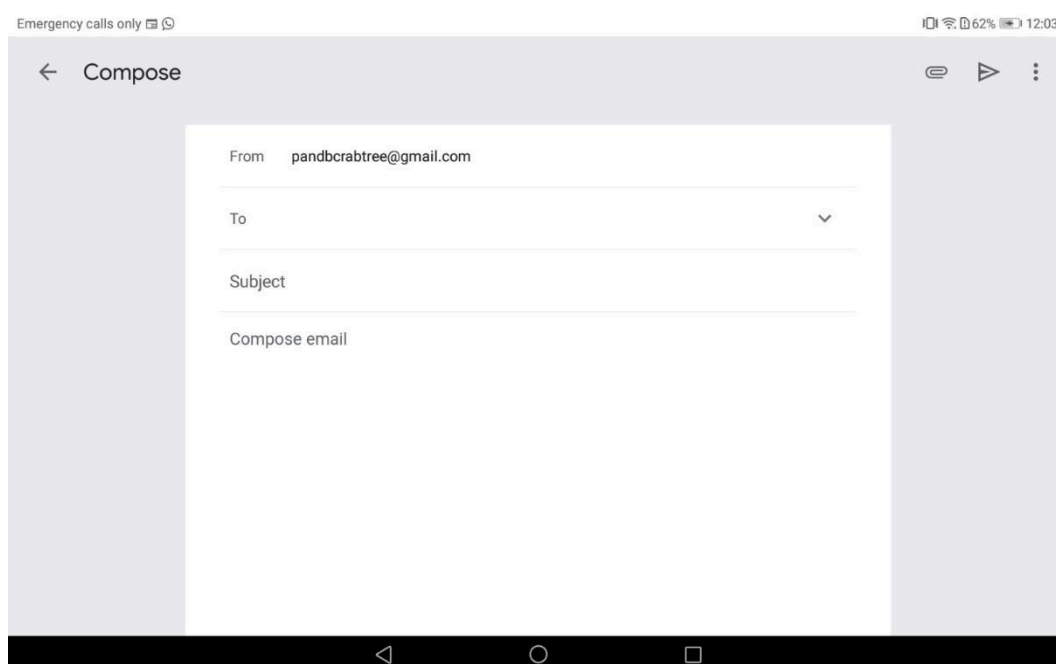 Emergency calls only
62% 12:03
Compose
From pandbcrabtree@gmail.com
To
Subject
Compose email